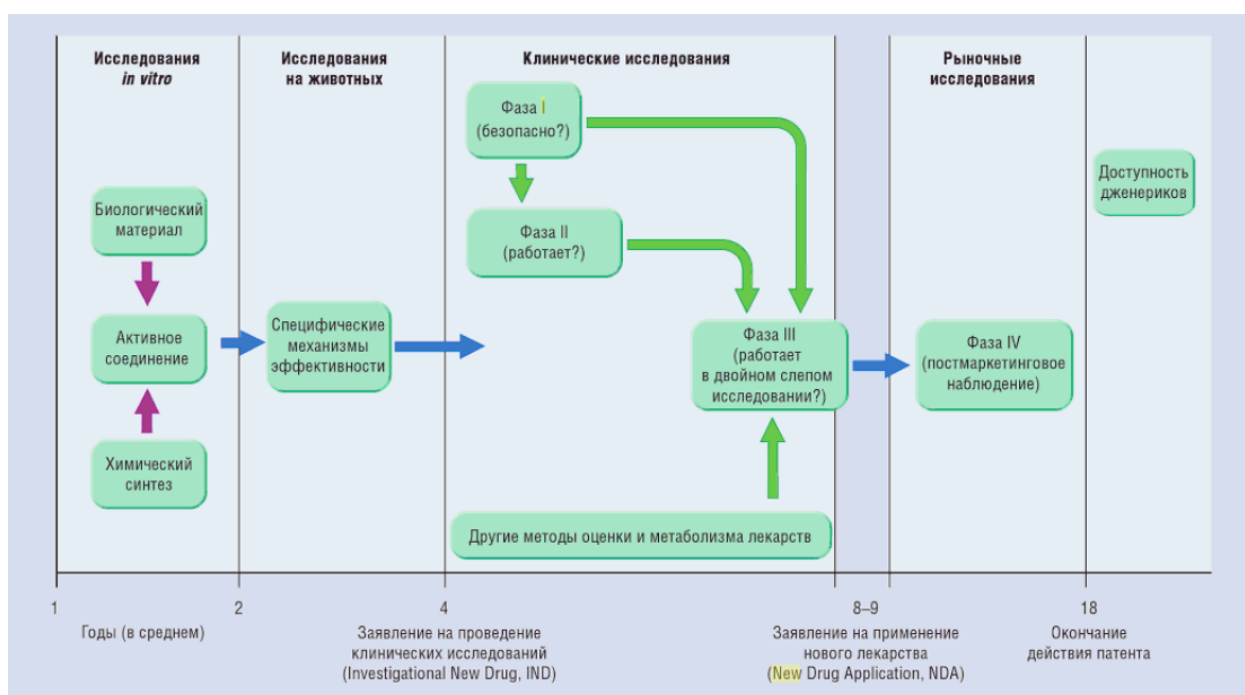 Исследования
in vitro
Исследования
на животных
Клинические исследования
Рыночные
исследования
Фаза I
(безопасно?)
Доступность
дженериков
Биологический
материал
Фаза II
(работает?)
Активное
соединение
Специфические
механизмы
эффективности
Фаза III
(работает
в двойном слепом
исследовании?)
Фаза IV
(постмаркетинговое
наблюдение)
Химический
синтез
Другие методы оценки и метаболизма лекарств
1
2
4
8–9
18
Годы (в среднем)
Заявление на проведение
клинических исследований
(Investigational New Drug, IND)
Заявление на применение
нового лекарства
(New Drug Application, NDA)
Окончание
действия патента